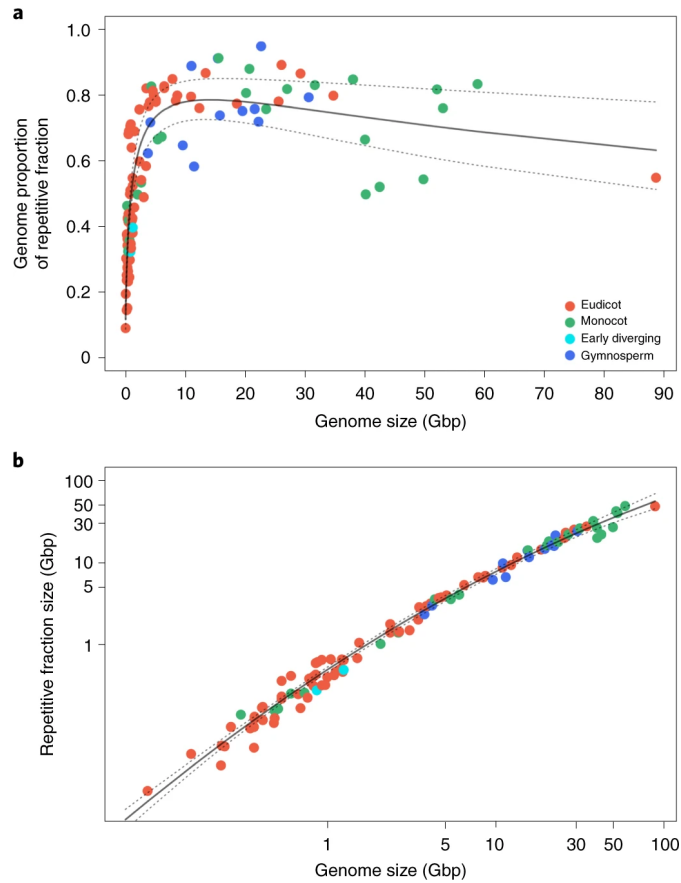 a
Genome proportion
of repetitive fraction
1.0
0.8
0.6
0.4
0.2
0
Eudicot
Monocot
Early diverging
Gymnosperm
0 10 20 30 40 50 60 70 80 90
Genome size (Gbp)
b
Repetitive fraction size (Gbp)
100
50
30
10
5
1
1 5 10 30 50 100
Genome size (Gbp)